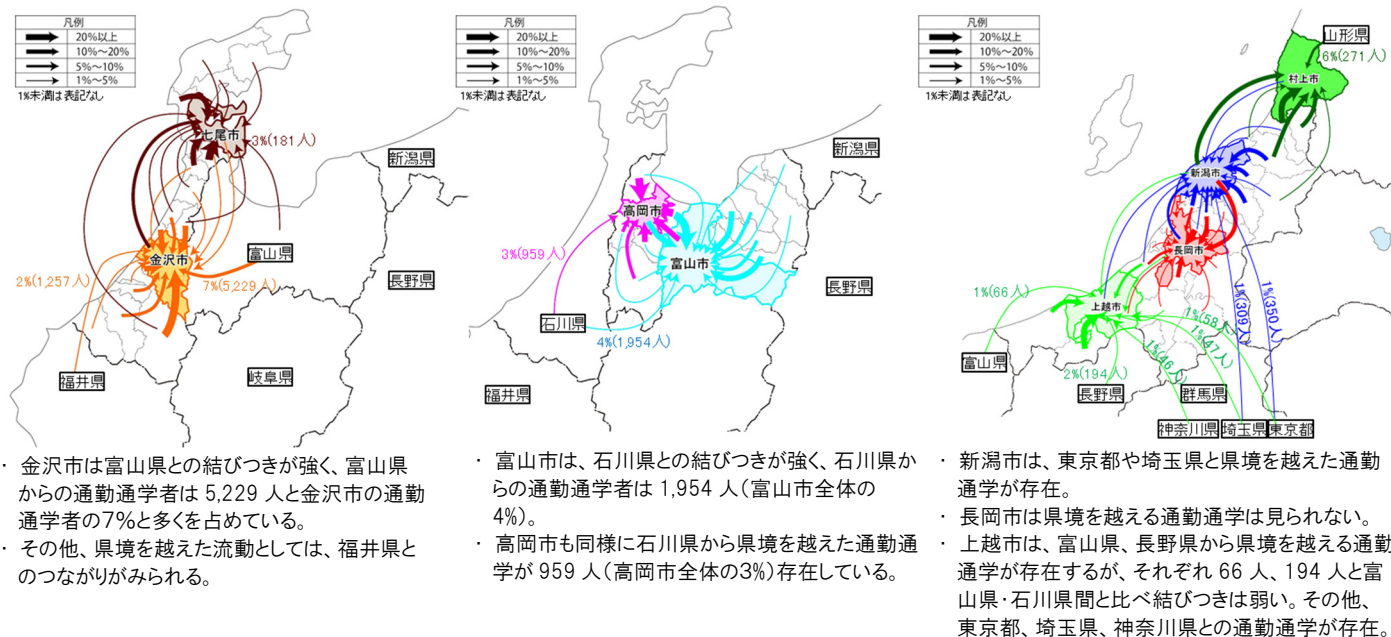 凡例
20%以上
10%～20%
5%～10%
1%～5%
1%未満は表記なし
七尾市
3%(181人)
新潟県
金沢市
富山県
2%(1,257人)
7%(5,229人)
長野県
福井県
岐阜県
・ 金沢市は富山県との結びつきが強く、富山県
からの通勤通学者は 5,229 人と金沢市の通勤
通学者の7%と多くを占めている。
・ その他、県境を越えた流動としては、福井県と
のつながりがみられる。
凡例
20%以上
10%～20%
5%～10%
1%～5%
1%未満は表記なし
新潟県
高岡市
3%(959人)
富山市
長野県
石川県
4%(1,954人)
福井県
岐阜県
・ 富山市は、石川県との結びつきが強く、石川県か
らの通勤通学者は 1,954 人(富山市全体の
4%)。
・ 高岡市も同様に石川県から県境を越えた通勤通
学が 959 人(高岡市全体の3%)存在している。
凡例
20%以上
10%～20%
5%～10%
1%～5%
1%未満は表記なし
山形県
6%(271人)
村上市
新潟市
長岡市
1%(66人)
上越市
1%(58人)
1%(47人)
1%(46人)
1%(309人)
1%(350人)
富山県
2%(194人)
長野県
群馬県
神奈川県
埼玉県
東京都
・ 新潟市は、東京都や埼玉県と県境を越えた通勤
通学が存在。
・ 長岡市は県境を越える通勤通学は見られない。
・ 上越市は、富山県、長野県から県境を越える通勤
通学が存在するが、それぞれ 66 人、194 人と富
山県・石川県間と比べ結びつきは弱い。その他、
東京都、埼玉県、神奈川県との通勤通学が存在。